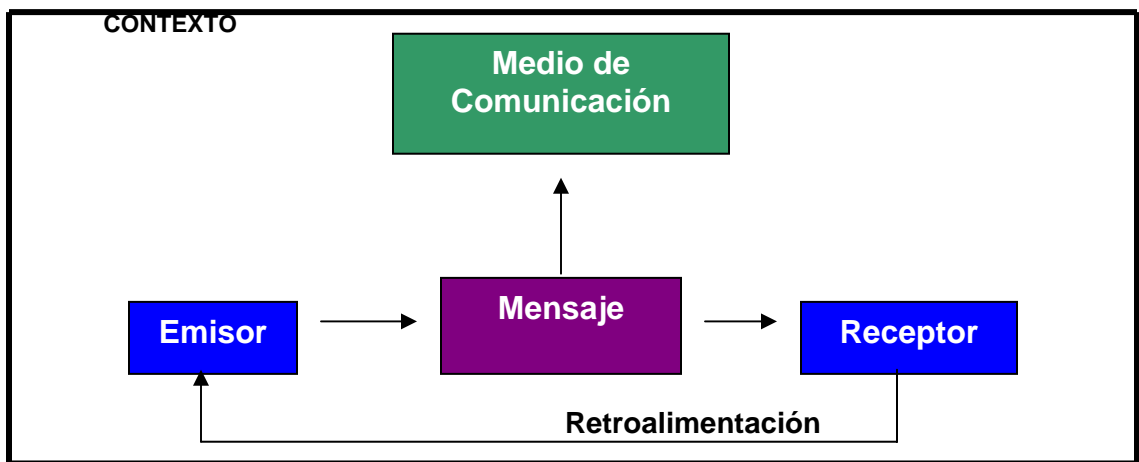 CONTEXTO
Medio de
Comunicación
Mensaje
Emisor
Receptor
Retroalimentación